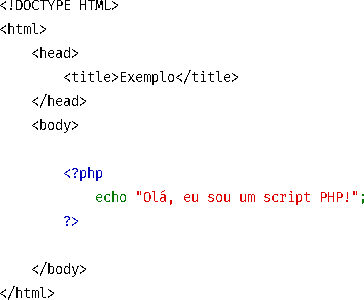 <!DOCTYPE HTML>
<html>
    <head>
        <title>Exemplo</title>
    </head>
    <body>

        <?php
            echo "Olá, eu sou um script PHP!";
        ?>

    </body>
</html>